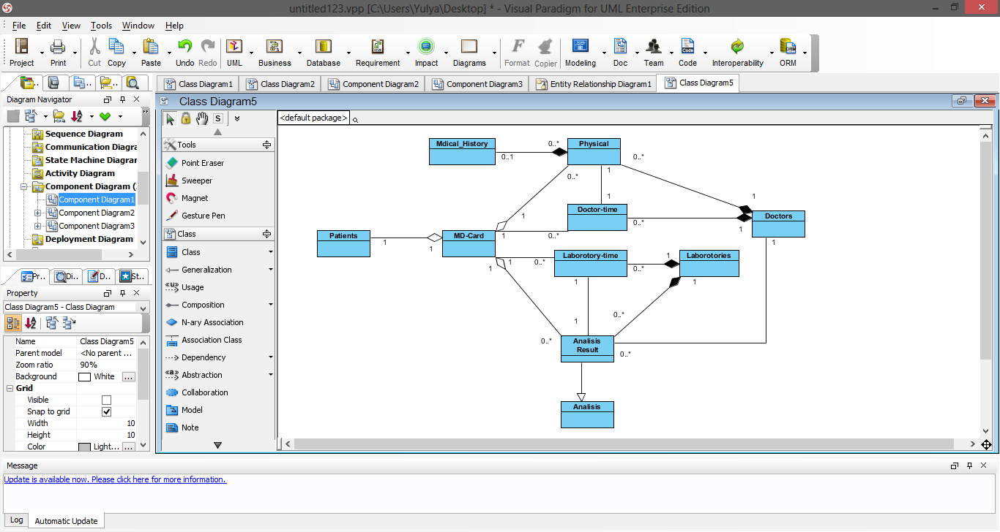 untitled123.vpp [C:\Users\Yulya\Desktop] * - Visual Paradigm for UML Enterprise Edition
File Edit View Tools Window Help
Project Print Cut Copy Paste Undo Redo UML Business Database Requirement Impact Diagrams Format Copier Modeling Doc Team Code Interoperability ORM
Class Diagram1 Class Diagram2 Component Diagram2 Component Diagram3 Entity Relationship Diagram1 Class Diagram5
Diagram Navigator
Sequence Diagram
Communication Diagra
State Machine Diagrar
Activity Diagram
Component Diagram (
Component Diagram1
Component Diagram2
Component Diagram3
Deployment Diagram
Pr.. Di.. D.. St..
Property
Class Diagram5 - Class Diagram
Name Class Diagram5
Parent model <No parent ...
Zoom ratio 90%
Background White ...
Grid
Visible
Snap to grid
Width 10
Height 10
Color Light... ...
Class Diagram5
S
Tools
Point Eraser
Sweeper
Magnet
Gesture Pen
Class
Class
Generalization
Usage
Composition
N-ary Association
Association Class
Dependency
Abstraction
Collaboration
Model
Note
<default package>
Mdical_History 0..1 0..* Physical 0..*
0..* 1
1 1 1
Doctor-time 0..* 1 Doctors
Patients 1 1 MD-Card 1 0..* 1
1 0..* Laborotory-time 0..* 1 Laborotories
1 1 1
0..* 1 0..*
Analisis
Result
0..*
Analisis
Message
Update is available now. Please click here for more information.
Log Automatic Update